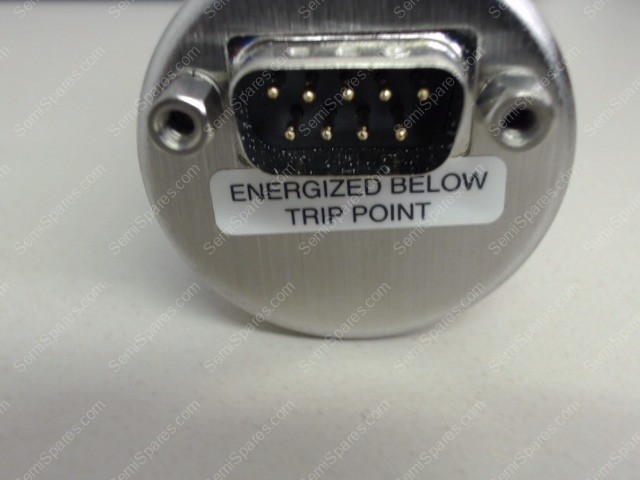 ENERGIZED BELOW
TRIP POINT
SemiSpares.com